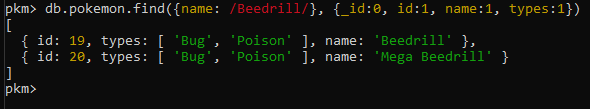 pkm> db.pokemon.find({name: /Beedrill/}, {_id:0, id:1, name:1, types:1})
[
  { id: 19, types: [ 'Bug', 'Poison' ], name: 'Beedrill' },
  { id: 20, types: [ 'Bug', 'Poison' ], name: 'Mega Beedrill' }
]
pkm>